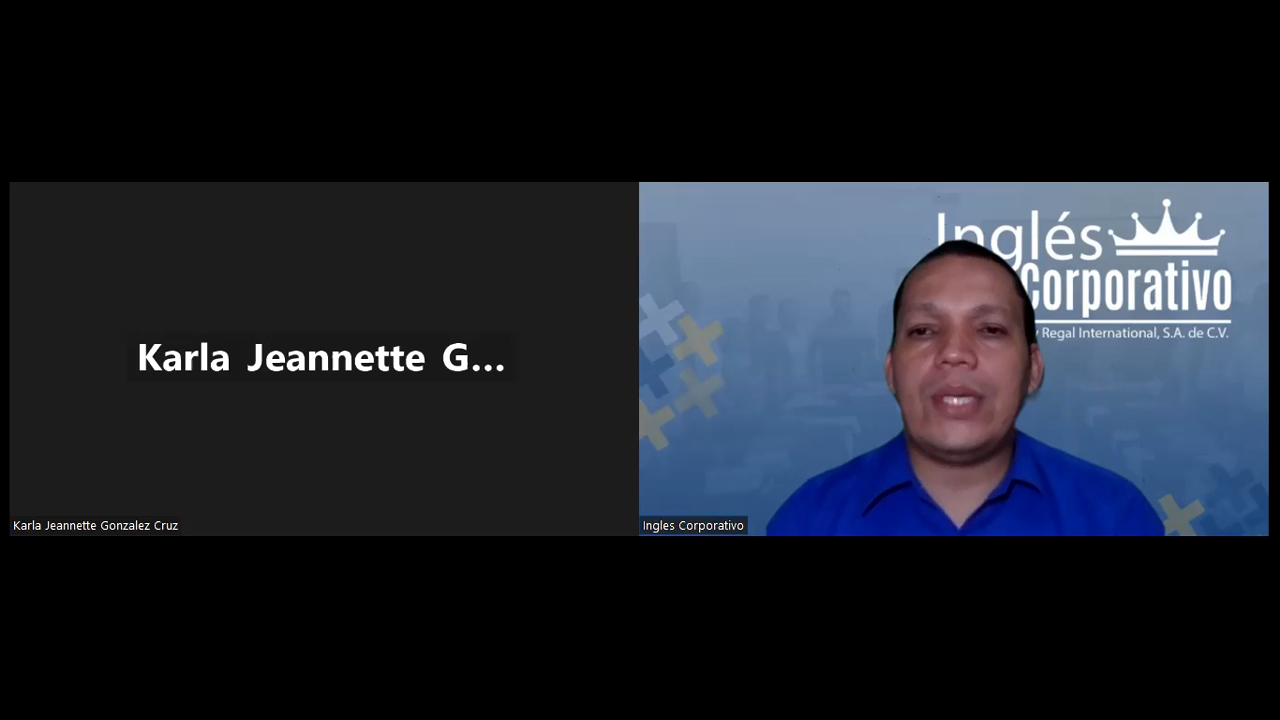 Karla Jeannette G...
Karla Jeannette Gonzalez Cruz
Inglés
Corporativo
y Regal International, S.A. de C.V.
Ingles Corporativo